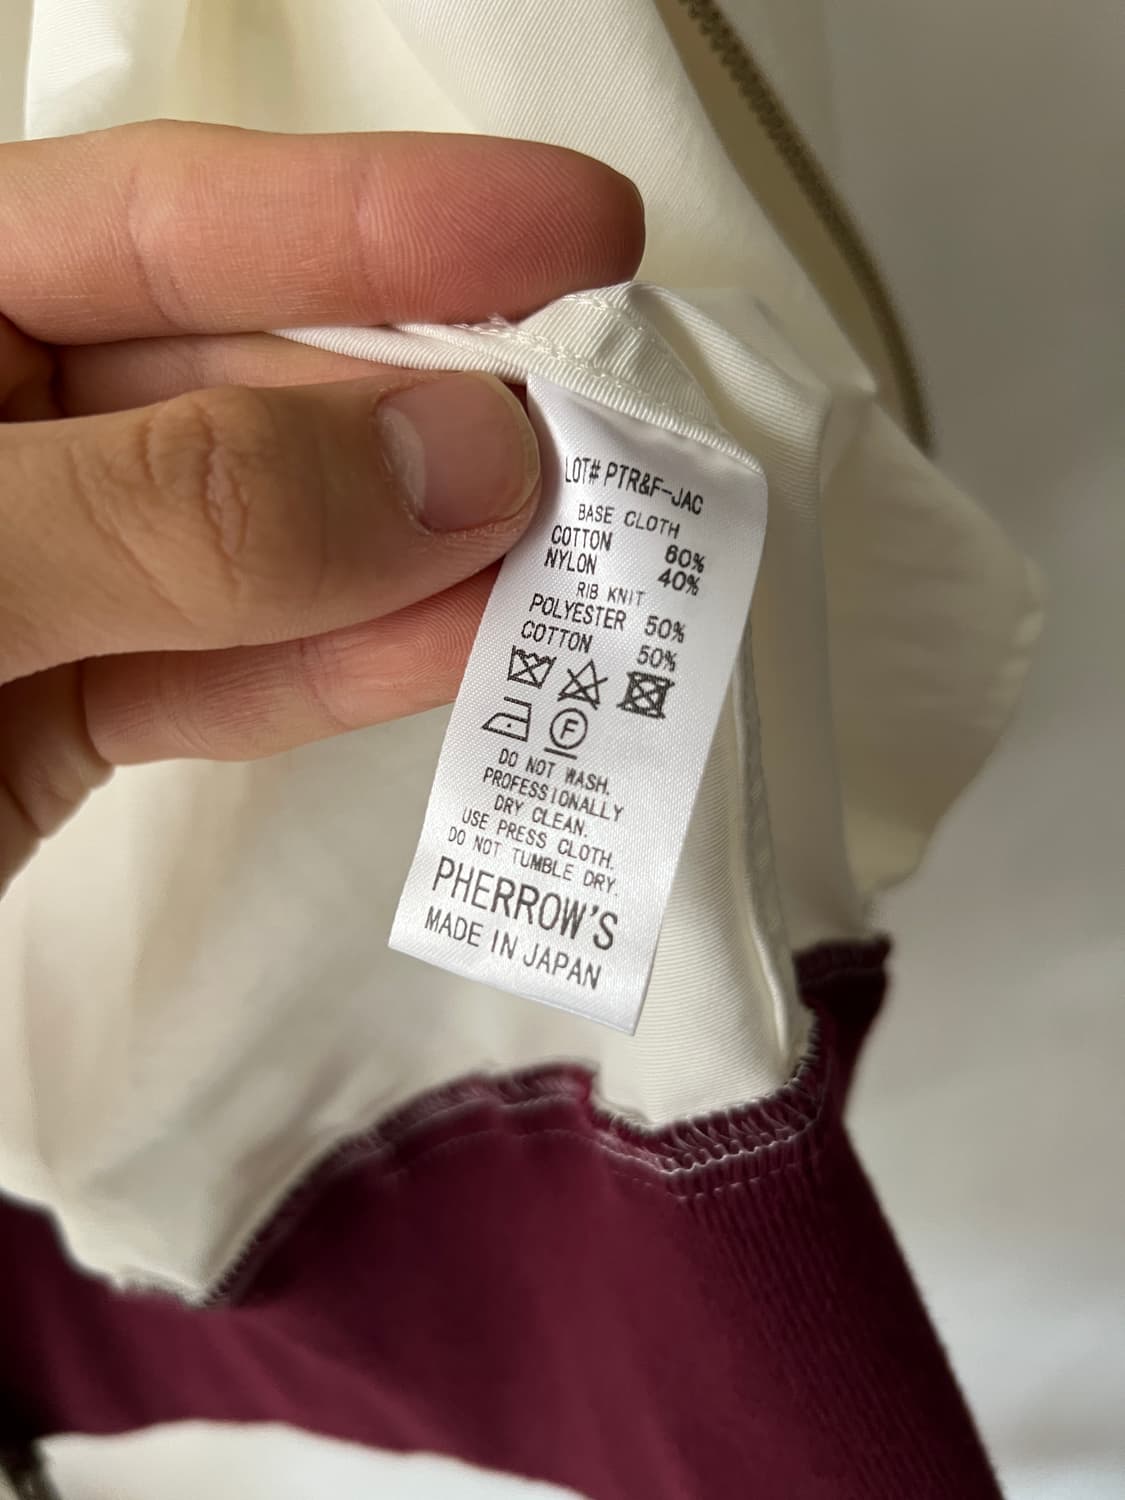 LOT# PTR&F-JAC
BASE CLOTH
COTTON 60%
NYLON 40%
RIB KNIT
POLYESTER 50%
COTTON 50%
F
DO NOT WASH.
PROFESSIONALLY
DRY CLEAN.
USE PRESS CLOTH.
DO NOT TUMBLE DRY.
PHERROW'S
MADE IN JAPAN